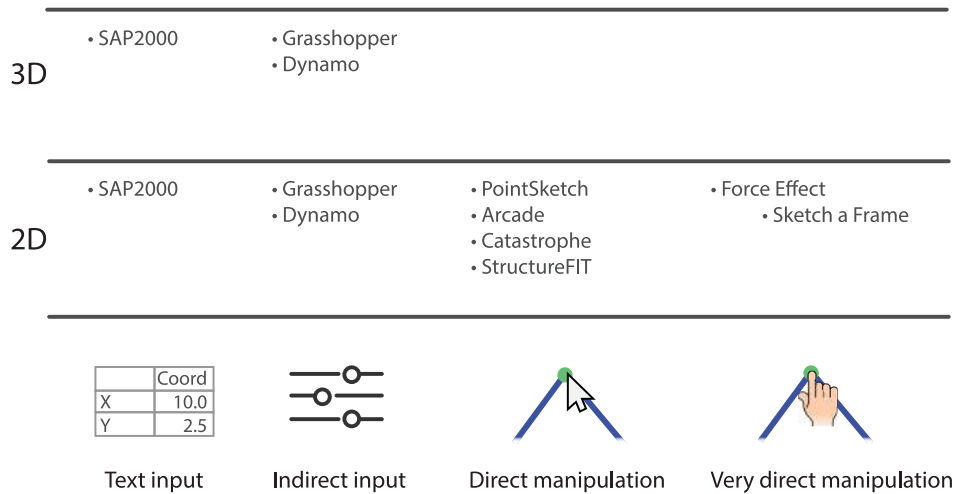 3D
• SAP2000
• Grasshopper
• Dynamo
2D
• SAP2000
• Grasshopper
• Dynamo
• PointSketch
• Arcade
• Catastrophe
• StructureFIT
• Force Effect
• Sketch a Frame
Coord
X 10.0
Y 2.5
Text input
Indirect input
Direct manipulation
Very direct manipulation